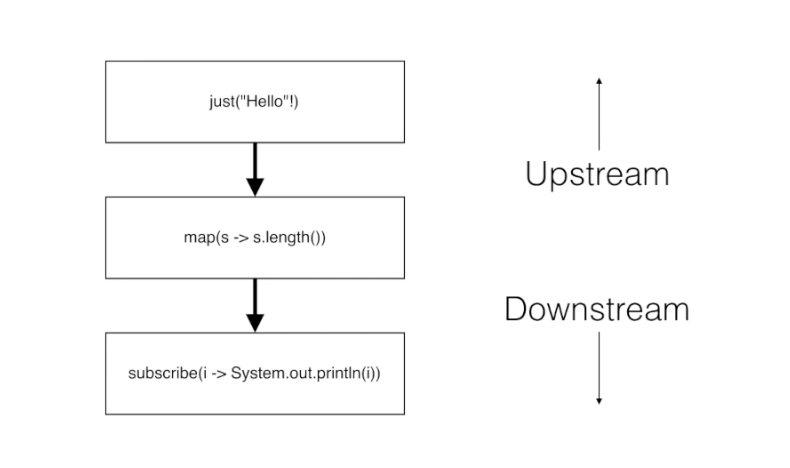 just("Hello"!)
Upstream
map(s -> s.length())
Downstream
subscribe(i -> System.out.println(i))